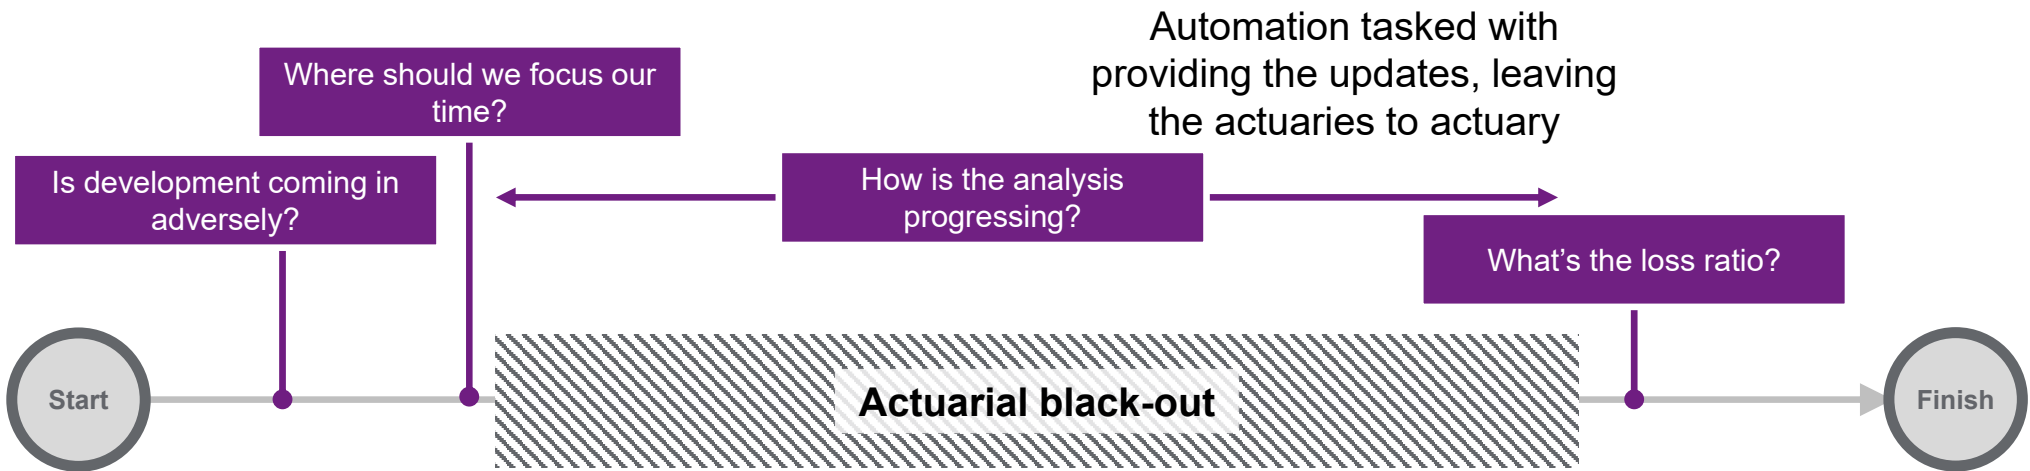 Automation tasked with
providing the updates, leaving
the actuaries to actuary
Where should we focus our
time?
Is development coming in
adversely?
How is the analysis
progressing?
What’s the loss ratio?
Start
Actuarial black-out
Finish